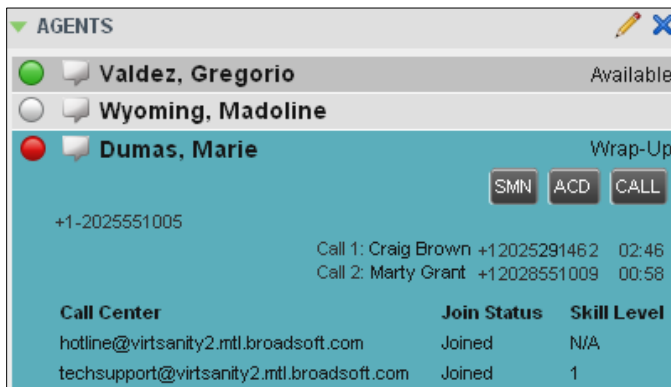 AGENTS
Valdez, Gregorio Available
Wyoming, Madoline
Dumas, Marie Wrap-Up
SMN ACD CALL
+1-2025551005
Call 1: Craig Brown +12025291462 02:46
Call 2: Marty Grant +12028551009 00:58
Call Center Join Status Skill Level
hotline@virtsanity2.mtl.broadsoft.com Joined N/A
techsupport@virtsanity2.mtl.broadsoft.com Joined 1